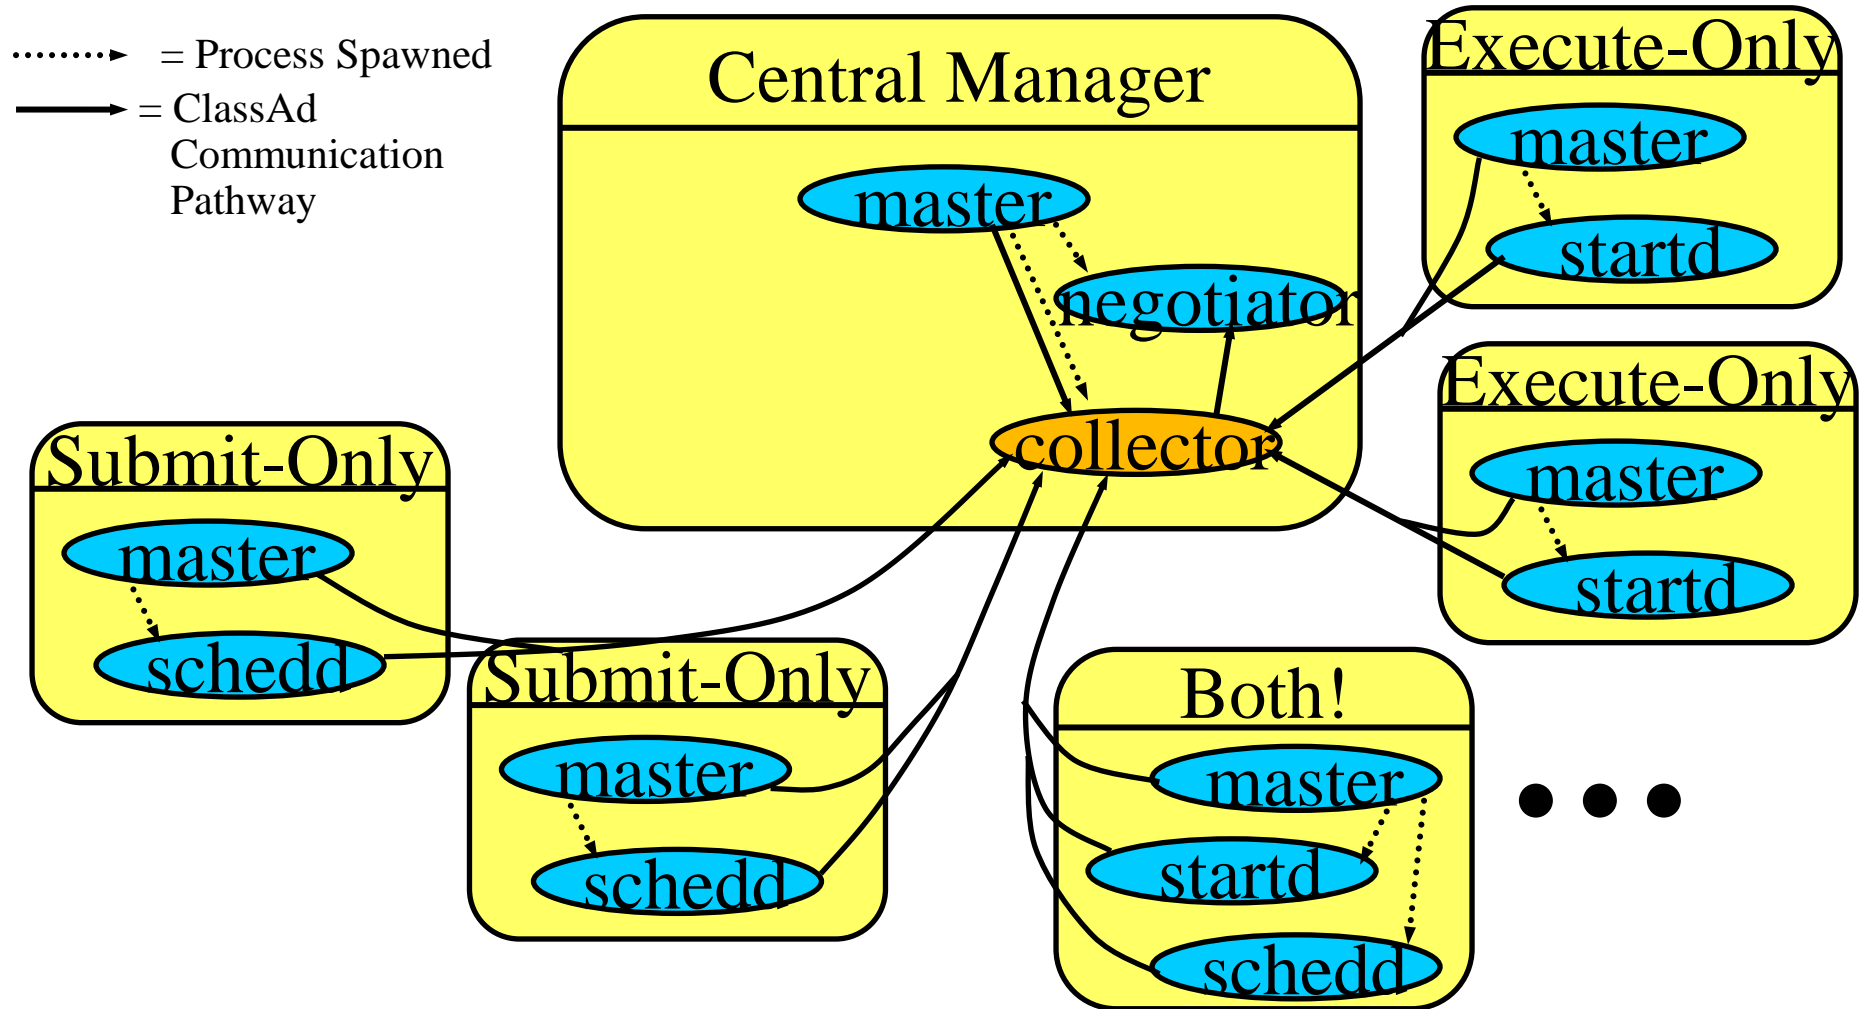 = Process Spawned
= ClassAd
Communication
Pathway
Central Manager
master
negotiator
collector
Execute-Only
master
startd
Execute-Only
master
startd
Submit-Only
master
schedd
Submit-Only
master
schedd
Both!
master
startd
schedd